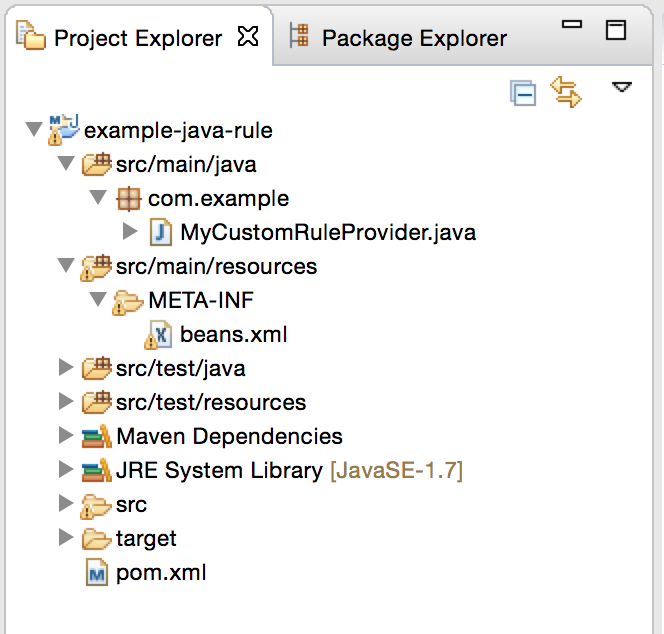 Project Explorer Package Explorer
example-java-rule
src/main/java
com.example
MyCustomRuleProvider.java
src/main/resources
META-INF
beans.xml
src/test/java
src/test/resources
Maven Dependencies
JRE System Library [JavaSE-1.7]
src
target
pom.xml